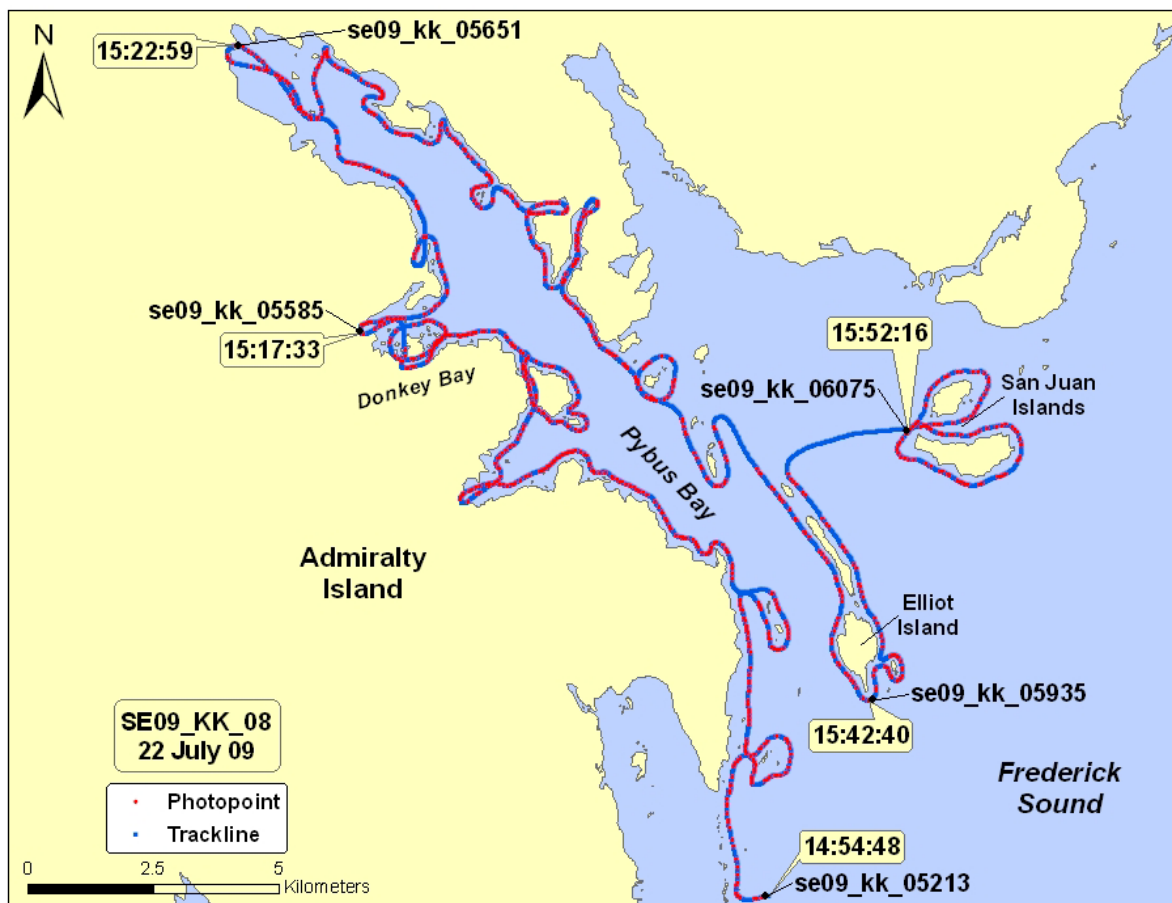 N
15:22:59
se09_kk_05651
se09_kk_05585
15:17:33
Donkey Bay
15:52:16
se09_kk_06075
San Juan
Islands
Pybus Bay
Admiralty
Island
Elliot
Island
se09_kk_05935
15:42:40
SE09_KK_08
22 July 09
Photopoint
Trackline
Frederick
Sound
14:54:48
se09_kk_05213
0 2.5 5
Kilometers